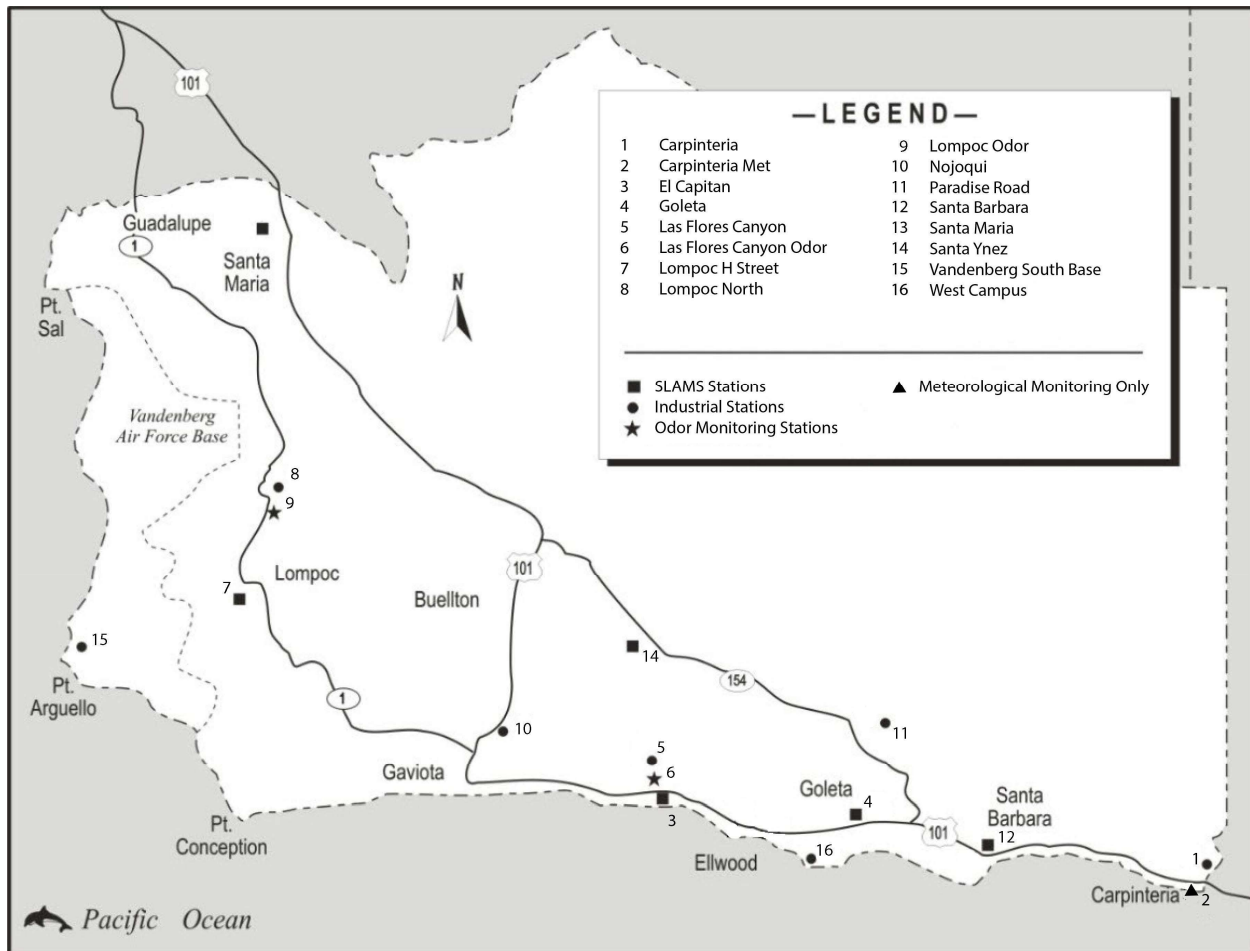 101
—LEGEND—
1 Carpinteria
2 Carpinteria Met
3 El Capitan
4 Goleta
5 Las Flores Canyon
6 Las Flores Canyon Odor
7 Lompoc H Street
8 Lompoc North
9 Lompoc Odor
10 Nojoqui
11 Paradise Road
12 Santa Barbara
13 Santa Maria
14 Santa Ynez
15 Vandenberg South Base
16 West Campus
SLAMS Stations
Industrial Stations
Odor Monitoring Stations
Meteorological Monitoring Only
Guadalupe
1
Santa
Maria
N
Pt.
Sal
Vandenberg
Air Force Base
8
9
Lompoc
7
Buellton
101
15
14
Pt.
Arguello
1
154
10
11
5
6
Gaviota
3
Goleta
4
Santa
Barbara
101
12
Pt.
Conception
Ellwood
16
1
Carpinteria
2
Pacific Ocean